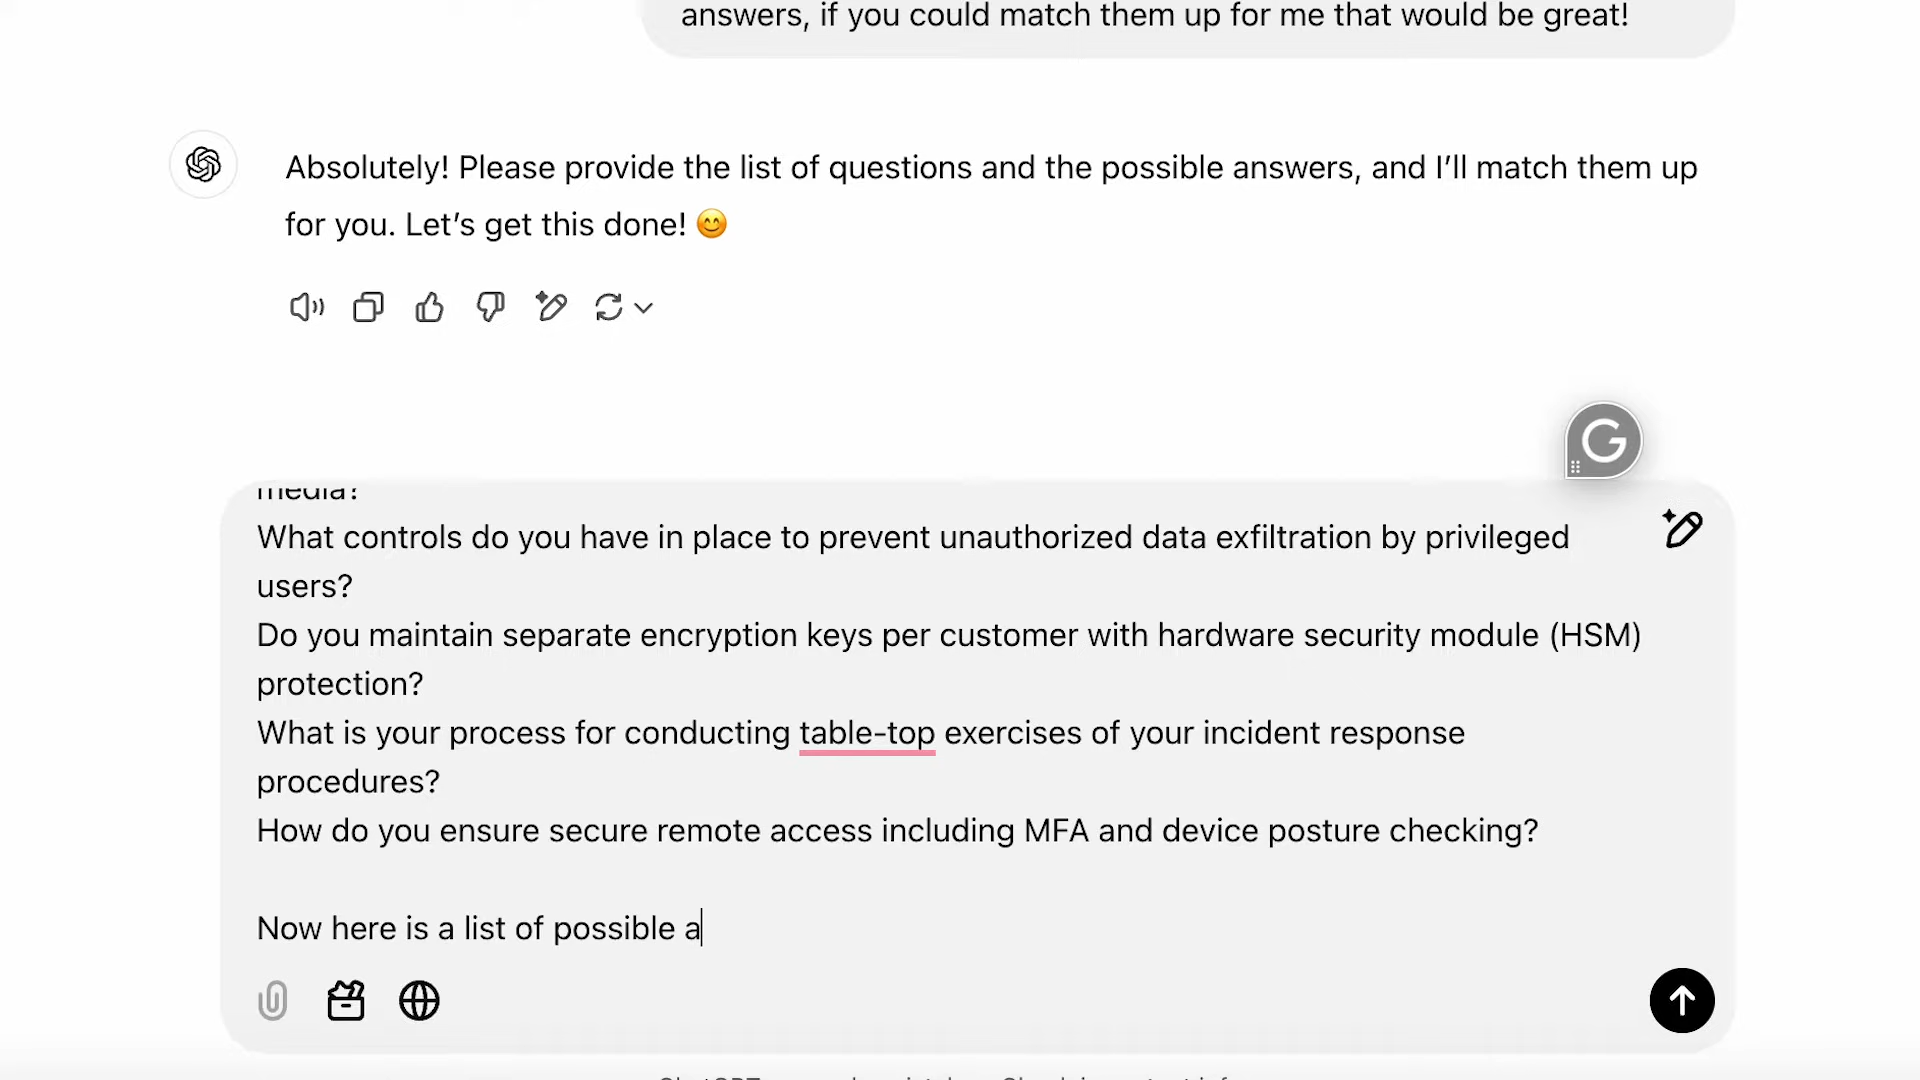 answers, if you could match them up for me that would be great!
Absolutely! Please provide the list of questions and the possible answers, and I’ll match them up
for you. Let’s get this done! 😊
media?
What controls do you have in place to prevent unauthorized data exfiltration by privileged
users?
Do you maintain separate encryption keys per customer with hardware security module (HSM)
protection?
What is your process for conducting table-top exercises of your incident response
procedures?
How do you ensure secure remote access including MFA and device posture checking?
Now here is a list of possible a